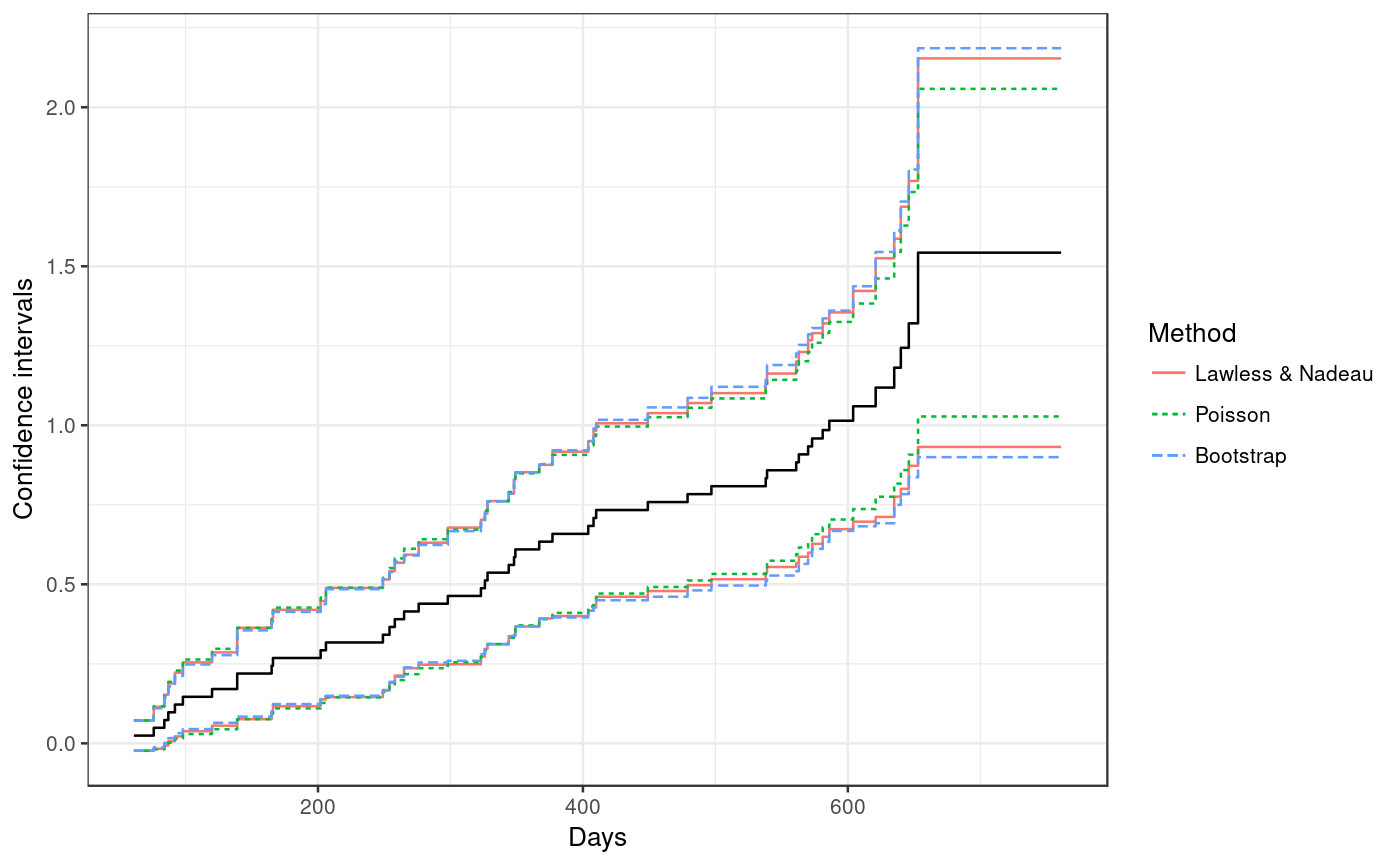 2.0
1.5
1.0
0.5
0.0
Confidence intervals
200 400 600
Days
Method
Lawless & Nadeau
Poisson
Bootstrap